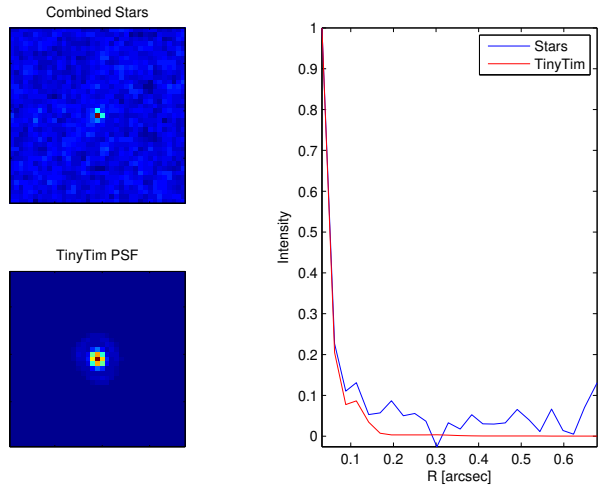 Combined Stars
TinyTim PSF
Stars
TinyTim
Intensity
1
0.9
0.8
0.7
0.6
0.5
0.4
0.3
0.2
0.1
0
0.1 0.2 0.3 0.4 0.5 0.6
R [arcsec]